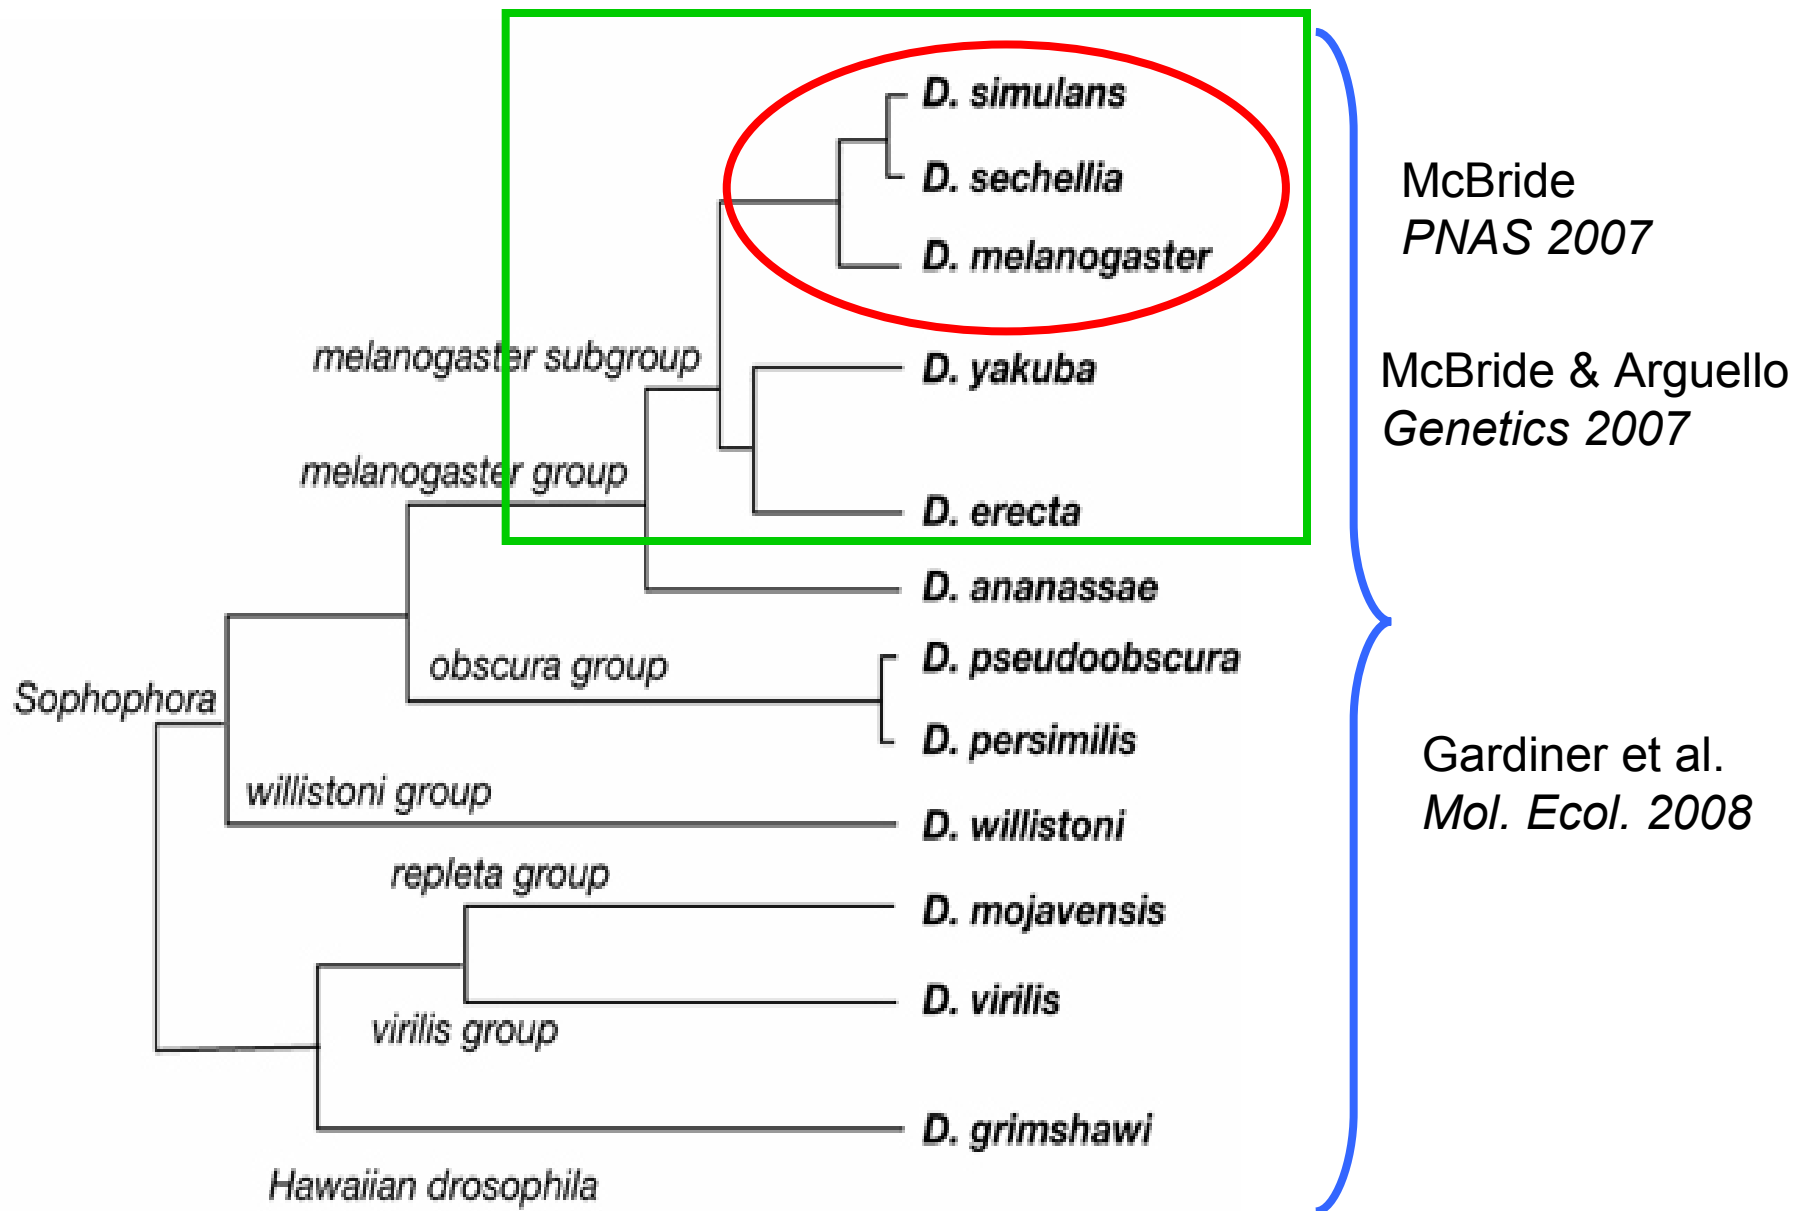 D. simulans
D. sechellia
McBride
PNAS 2007
D. melanogaster
melanogaster subgroup
D. yakuba
McBride & Arguello
Genetics 2007
melanogaster group
D. erecta
D. ananassae
obscura group
D. pseudoobscura
Sophophora
D. persimilis
Gardiner et al.
Mol. Ecol. 2008
willistoni group
D. willistoni
repleta group
D. mojavensis
D. virilis
virilis group
D. grimshawi
Hawaiian drosophila